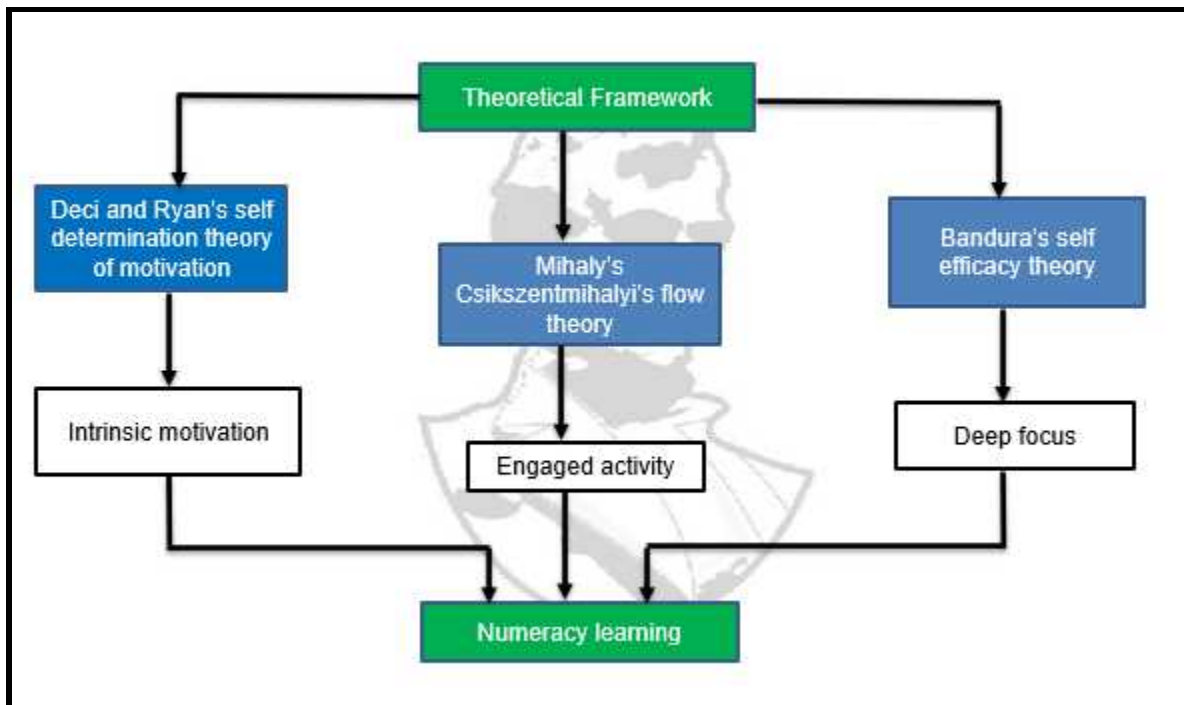 Theoretical Framework
Deci and Ryan's self
determination theory
of motivation
Mihaly's
Csikszentmihalyi's flow
theory
Bandura's self
efficacy theory
Intrinsic motivation
Engaged activity
Deep focus
Numeracy learning